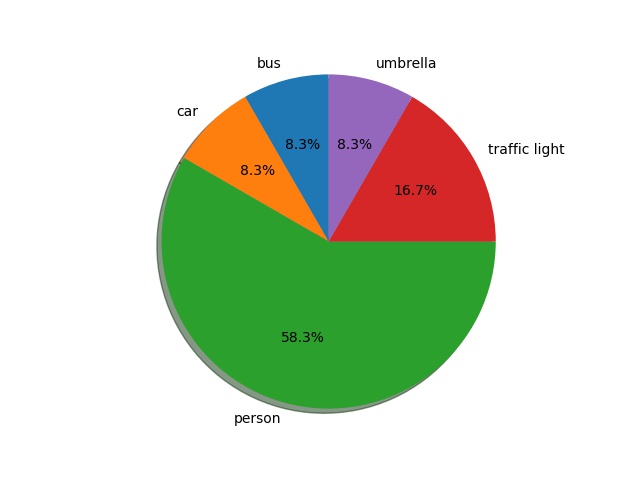 bus
umbrella
car
traffic light
8.3%
8.3%
8.3%
16.7%
58.3%
person